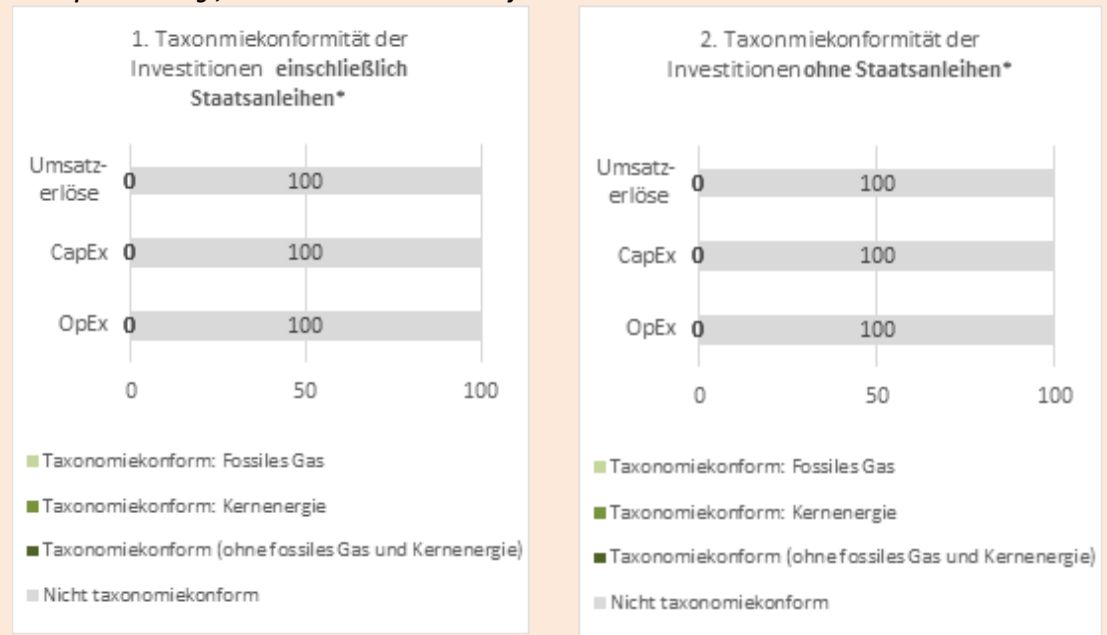 1. Taxonmiekonformität der
Investitionen einschließlich
Staatsanleihen*
Umsatz-
erlöse
0
100
CapEx
0
100
OpEx
0
100
0
50
100
Taxonomiekonform: Fossiles Gas
Taxonomiekonform: Kernenergie
Taxonomiekonform (ohne fossiles Gas und Kernenergie)
Nicht taxonomiekonform
2. Taxonmiekonformität der
Investitionen ohne Staatsanleihen*
Umsatz-
erlöse
0
100
CapEx
0
100
OpEx
0
100
0
50
100
Taxonomiekonform: Fossiles Gas
Taxonomiekonform: Kernenergie
Taxonomiekonform (ohne fossiles Gas und Kernenergie)
Nicht taxonomiekonform